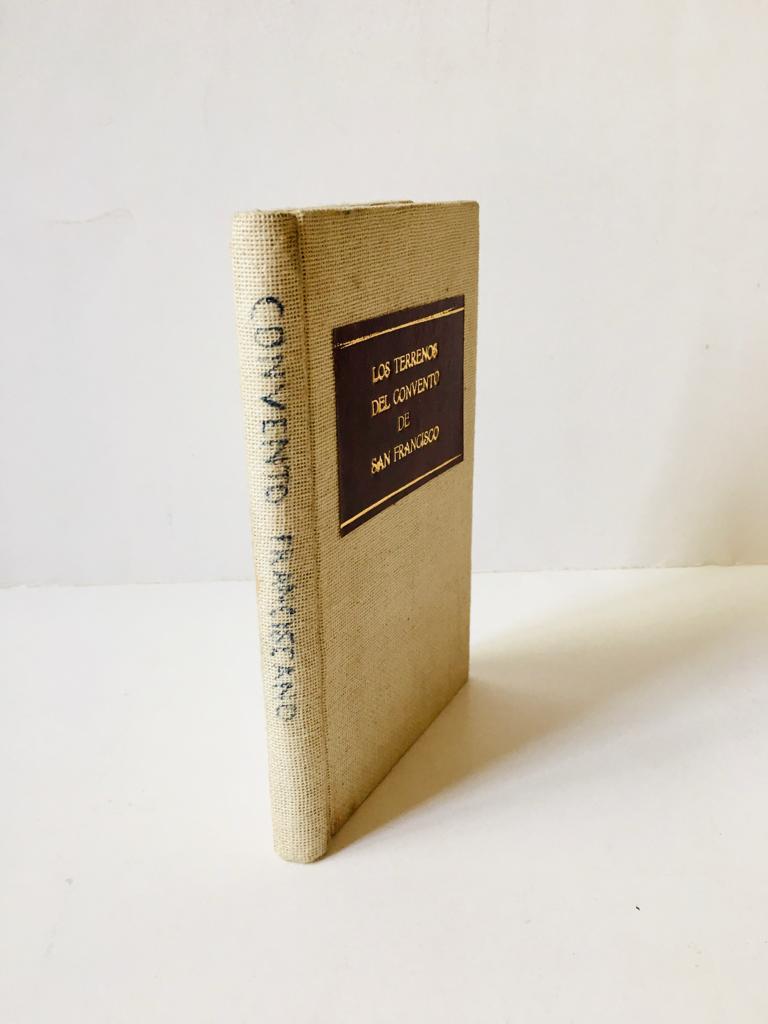 CONVENTO FRANCISCANO
LOS TERRENOS
DEL CONVENTO
DE
SAN FRANCISCO